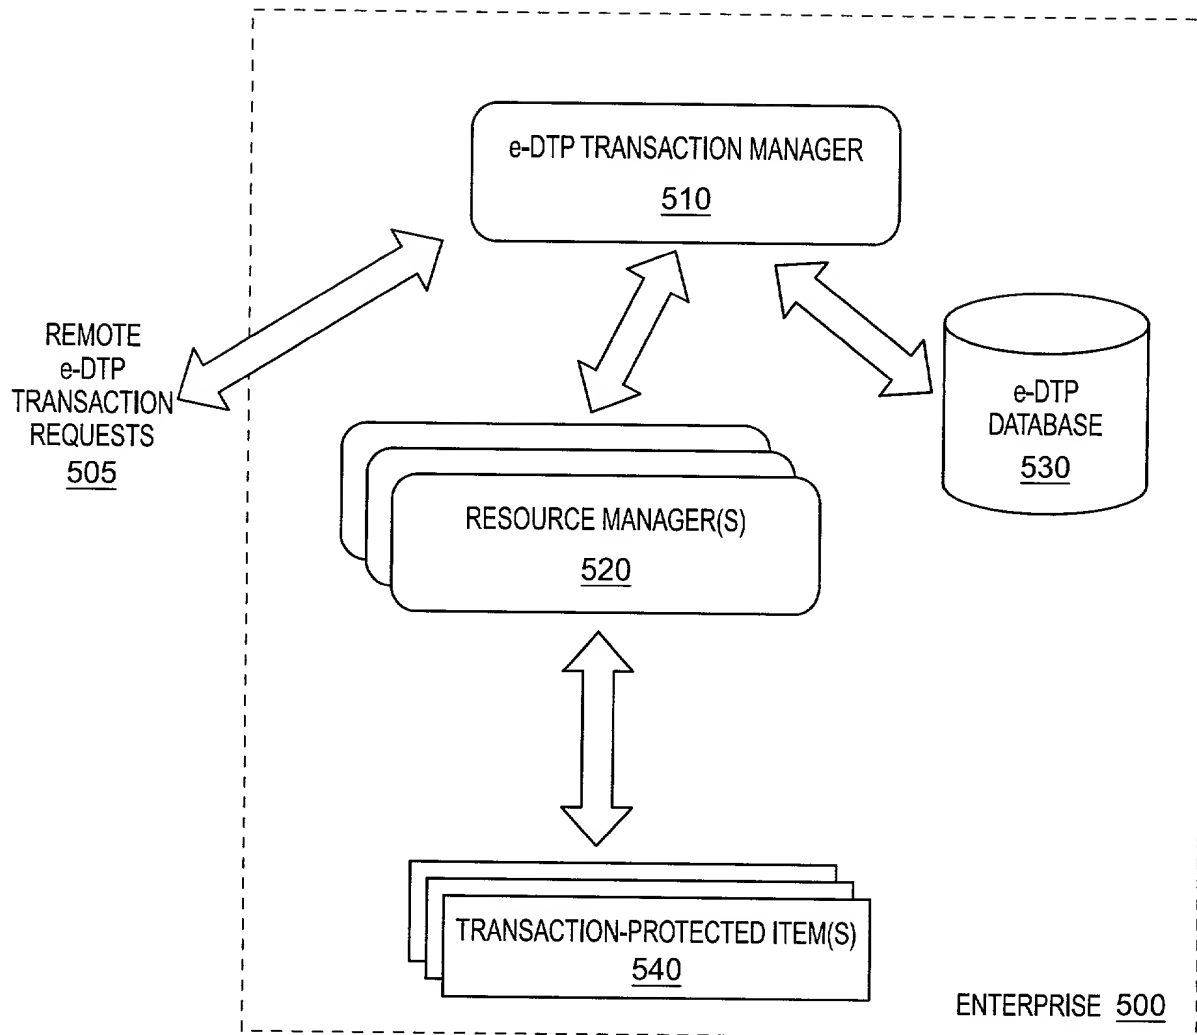 e-DTP TRANSACTION MANAGER
510
REMOTE
e-DTP
TRANSACTION
REQUESTS
505
e-DTP
DATABASE
530
RESOURCE MANAGER(S)
520
TRANSACTION-PROTECTED ITEM(S)
540
ENTERPRISE 500